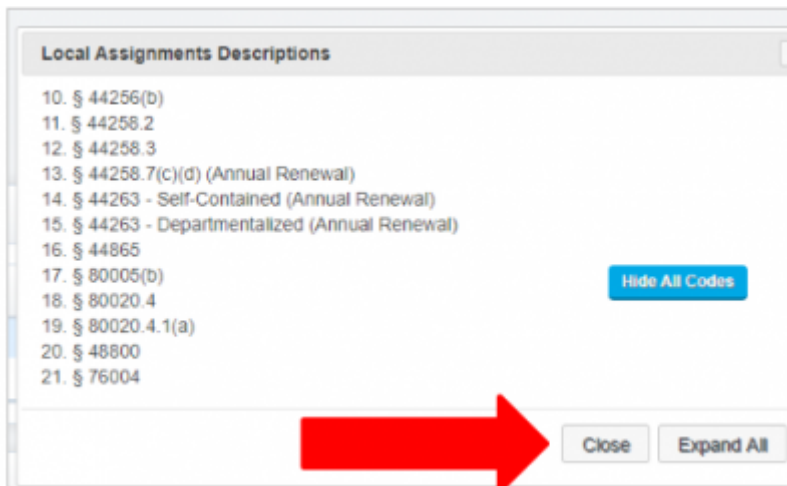 Local Assignments Descriptions
10. § 44256(b)
11. § 44258.2
12. § 44258.3
13. § 44258.7(c)(d) (Annual Renewal)
14. § 44263 - Self-Contained (Annual Renewal)
15. § 44263 - Departmentalized (Annual Renewal)
16. § 44865
17. § 80005(b)
Hide All Codes
18. § 80020.4
19. § 80020.4.1(a)
20. § 48800
21. § 76004
Close
Expand All